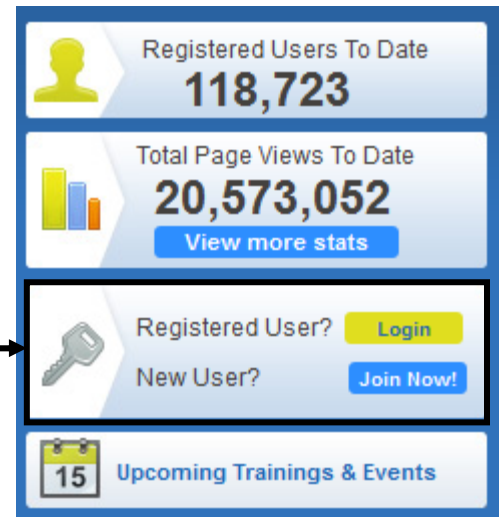 Registered Users To Date
118,723
Total Page Views To Date
20,573,052
View more stats
Registered User? Login
New User? Join Now!
15 Upcoming Trainings & Events